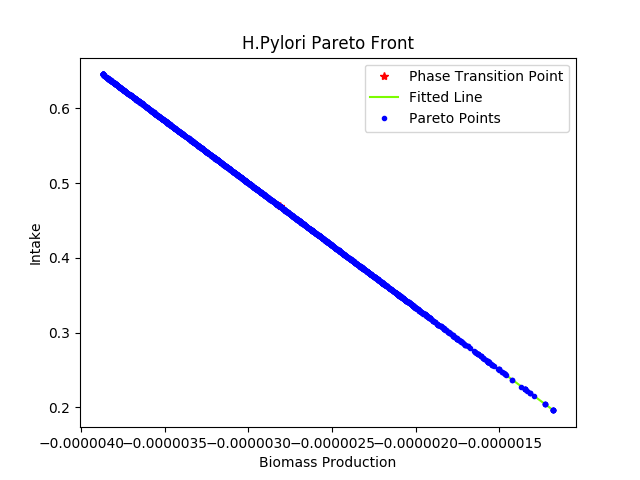 H.Pylori Pareto Front
Phase Transition Point
Fitted Line
Pareto Points
0.6
0.5
0.4
0.3
0.2
Intake
−0.0000040−0.0000035−0.0000030−0.0000025−0.0000020−0.0000015
Biomass Production